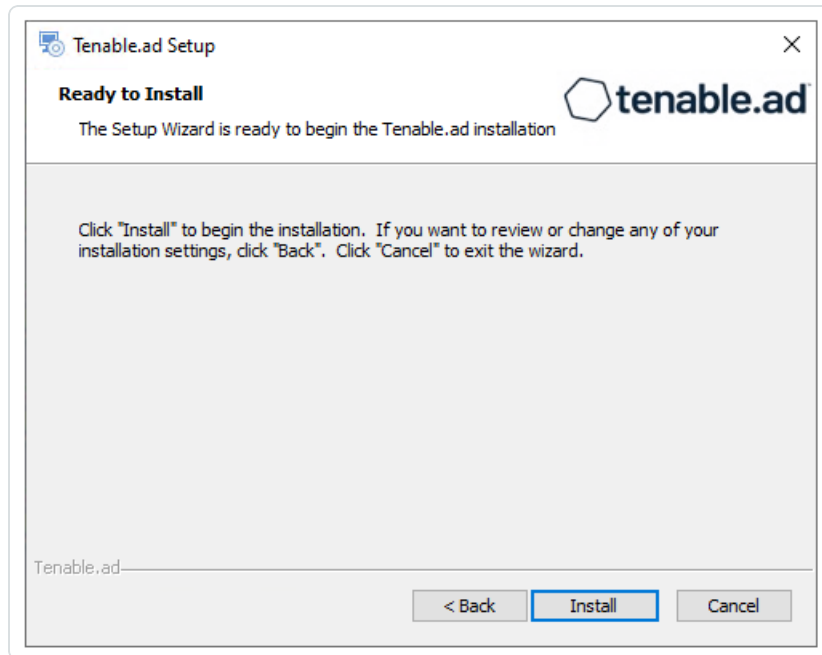 Tenable.ad Setup
Ready to Install
tenable.ad
The Setup Wizard is ready to begin the Tenable.ad installation
Click "Install" to begin the installation. If you want to review or change any of your
installation settings, click "Back". Click "Cancel" to exit the wizard.
Tenable.ad
< Back Install Cancel